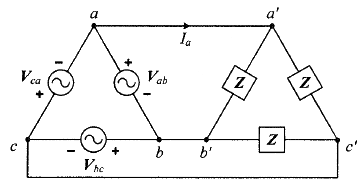 a a'
I_a
V_ca V_ab Z Z
c b b' Z c'
V_bc